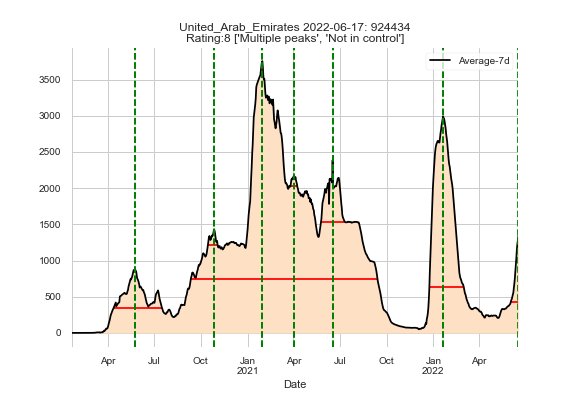 United_Arab_Emirates 2022-06-17: 924434
Rating:8 ['Multiple peaks', 'Not in control']
Average-7d
3500
3000
2500
2000
1500
1000
500
0
Apr Jul Oct Jan Apr Jul Oct Jan Apr
2021 2022
Date